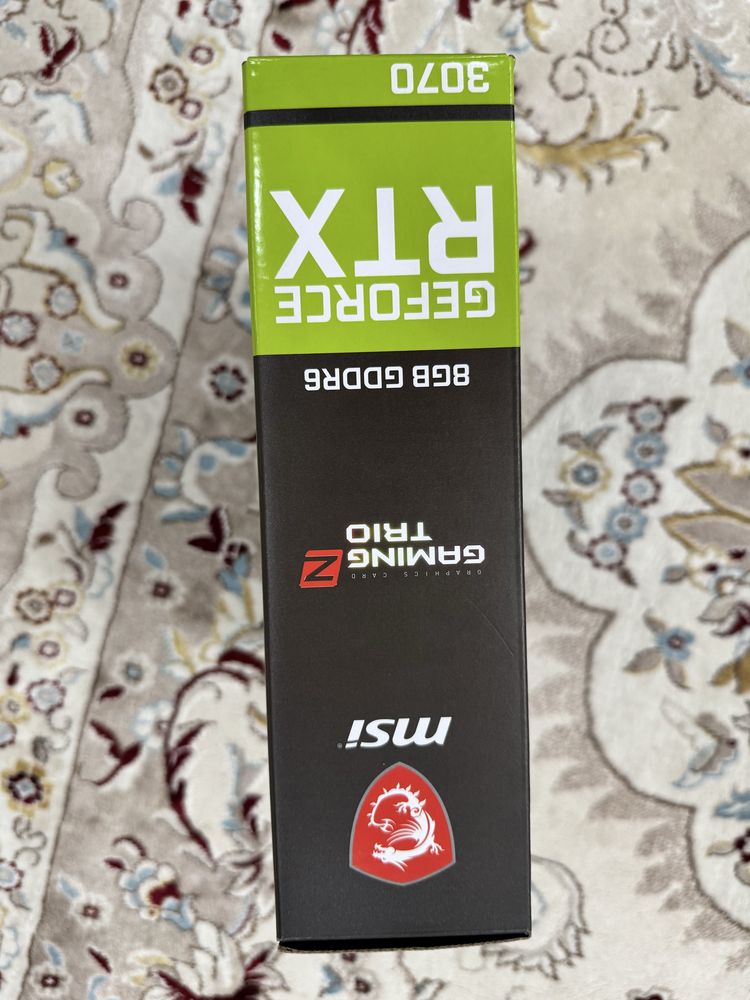 msi®
GRAPHICS CARD
GAMING Z
TRIO
8GB GDDR6
GEFORCE
RTX
3070